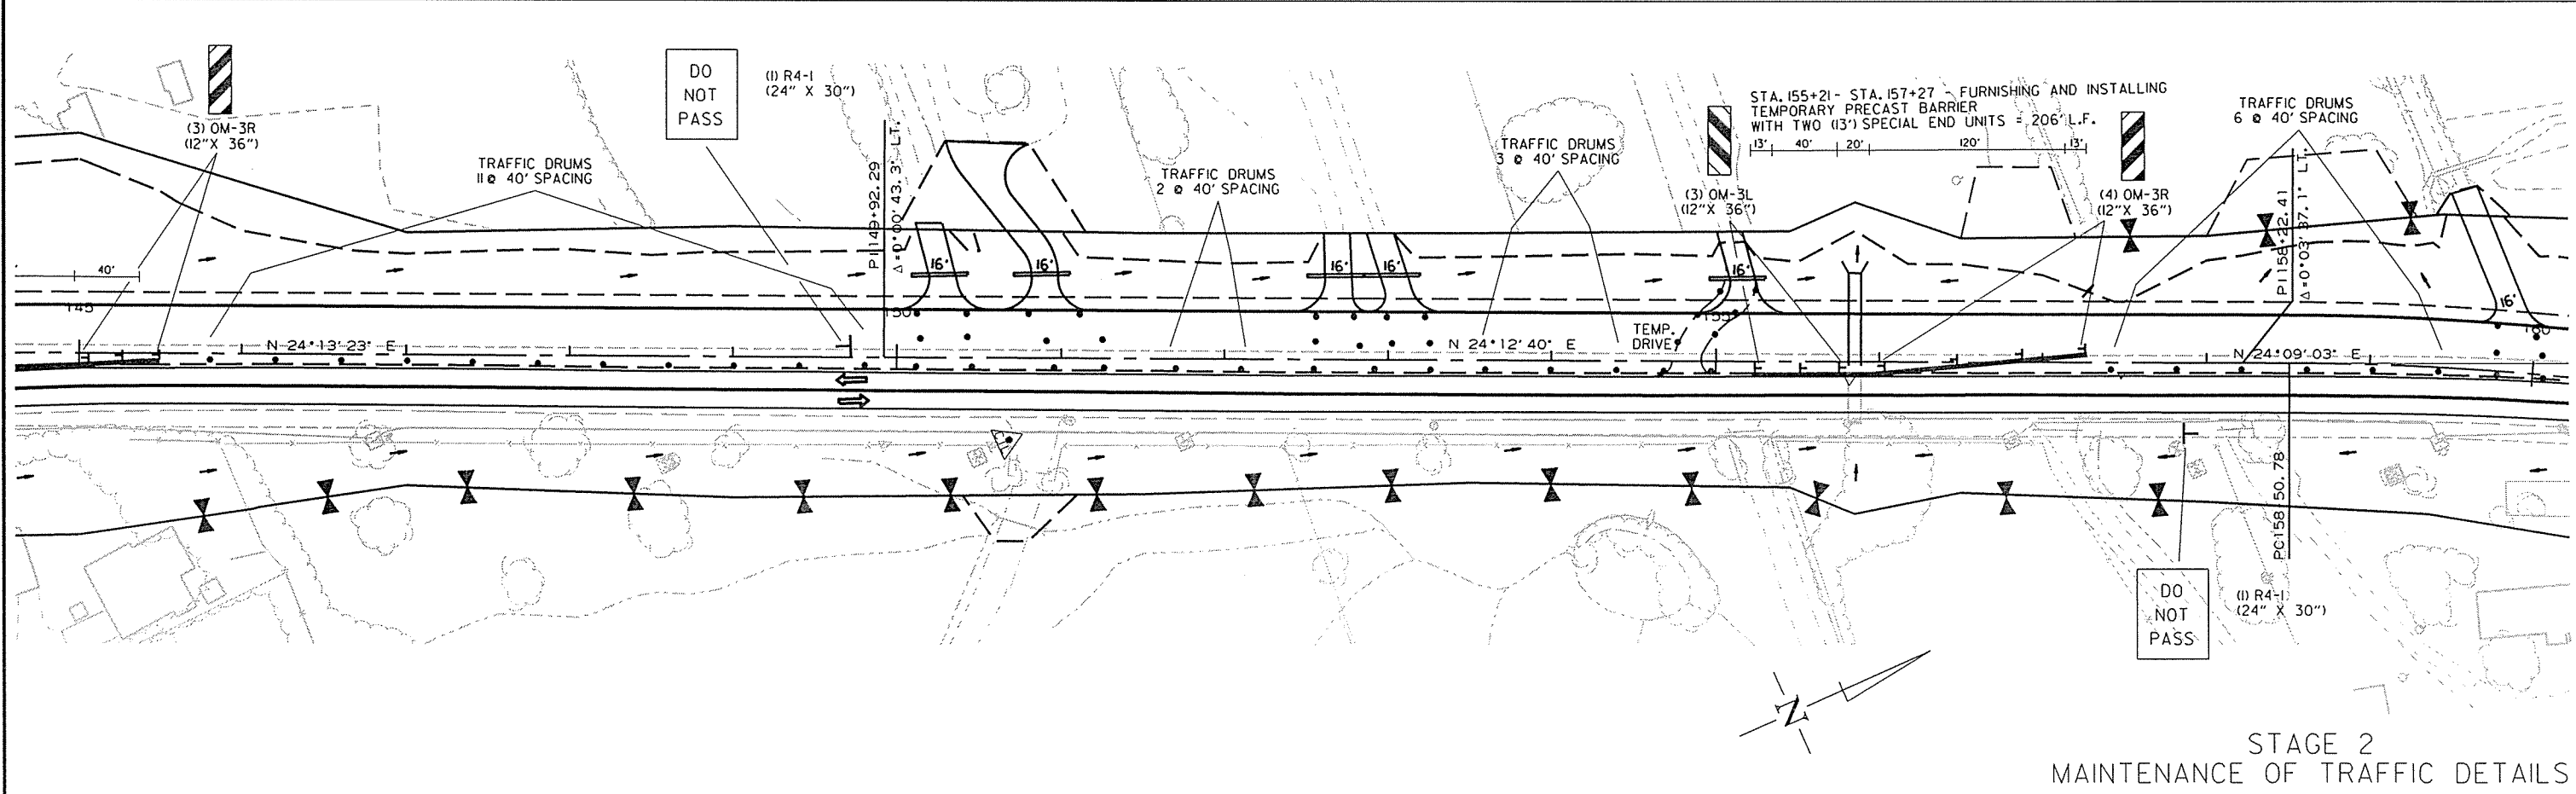 (3) OM-3R
(12"X 36")
TRAFFIC DRUMS
11 @ 40' SPACING
DO
NOT
PASS
(1) R4-1
(24" X 30")
PI 149+92.29
Δ=0°00'43.3" LT.
TRAFFIC DRUMS
2 @ 40' SPACING
TRAFFIC DRUMS
3 @ 40' SPACING
(3) OM-3L
(12"X 36")
STA. 155+21 - STA. 157+27 - FURNISHING AND INSTALLING
TEMPORARY PRECAST BARRIER
WITH TWO (13') SPECIAL END UNITS = 206' L.F.
13' 40' 20' 120' 13'
(4) OM-3R
(12"X 36")
TRAFFIC DRUMS
6 @ 40' SPACING
PI 158+22.41
Δ=0°03'37.1" LT.
40'
145
16'
16'
150
16'
16'
16'
155
16'
N 24°13'23" E
N 24°12'40" E
TEMP.
DRIVE
N 24°09'03" E
PC 158+50.78
DO
NOT
PASS
(1) R4-1
(24" X 30")
N
STAGE 2
MAINTENANCE OF TRAFFIC DETAILS